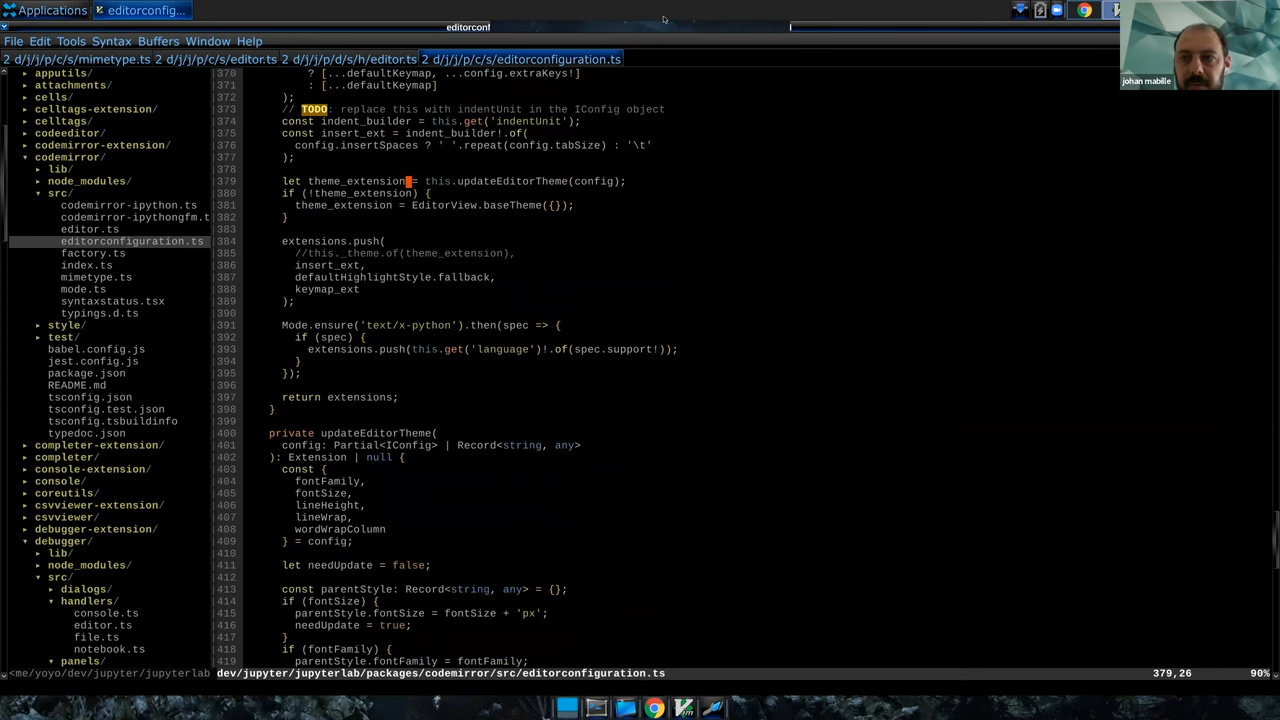 Applications editorconfig...
johan mabille
editorconf
File Edit Tools Syntax Buffers Window Help
2 d/j/j/p/c/s/mimetype.ts 2 d/j/j/p/c/s/editor.ts 2 d/j/j/p/d/s/h/editor.ts 2 d/j/j/p/c/s/editorconfiguration.ts
▸ apputils/
▸ attachments/
▸ cells/
▸ celltags-extension/
▸ celltags/
▸ codeeditor/
▸ codemirror-extension/
▾ codemirror/
▸ lib/
▸ node_modules/
▾ src/
codemirror-ipython.ts
codemirror-ipythongfm.t
editor.ts
editorconfiguration.ts
factory.ts
index.ts
mimetype.ts
mode.ts
syntaxstatus.tsx
typings.d.ts
▸ style/
▸ test/
babel.config.js
jest.config.js
package.json
README.md
tsconfig.json
tsconfig.test.json
tsconfig.tsbuildinfo
typedoc.json
▸ completer-extension/
▸ completer/
▸ console-extension/
▸ console/
▸ coreutils/
▸ csvviewer-extension/
▸ csvviewer/
▸ debugger-extension/
▾ debugger/
▸ lib/
▸ node_modules/
▾ src/
▸ dialogs/
▾ handlers/
console.ts
editor.ts
file.ts
notebook.ts
▾ panels/
370 ? [...defaultKeymap, ...config.extraKeys!]
371 : [...defaultKeymap]
372 );
373 // TODO: replace this with indentUnit in the IConfig object
374 const indent_builder = this.get('indentUnit');
375 const insert_ext = indent_builder!.of(
376 config.insertSpaces ? ' '.repeat(config.tabSize) : '\t'
377 );
378
379 let theme_extension = this.updateEditorTheme(config);
380 if (!theme_extension) {
381 theme_extension = EditorView.baseTheme({});
382 }
383
384 extensions.push(
385 //this._theme.of(theme_extension),
386 insert_ext,
387 defaultHighlightStyle.fallback,
388 keymap_ext
389 );
390
391 Mode.ensure('text/x-python').then(spec => {
392 if (spec) {
393 extensions.push(this.get('language')!.of(spec.support!));
394 }
395 });
396
397 return extensions;
398 }
399
400 private updateEditorTheme(
401 config: Partial<IConfig> | Record<string, any>
402 ): Extension | null {
403 const {
404 fontFamily,
405 fontSize,
406 lineHeight,
407 lineWrap,
408 wordWrapColumn
409 } = config;
410
411 let needUpdate = false;
412
413 const parentStyle: Record<string, any> = {};
414 if (fontSize) {
415 parentStyle.fontSize = fontSize + 'px';
416 needUpdate = true;
417 }
418 if (fontFamily) {
419 parentStyle.fontFamily = fontFamily;
<me/yoyo/dev/jupyter/jupyterlab dev/jupyter/jupyterlab/packages/codemirror/src/editorconfiguration.ts 379,26 90%